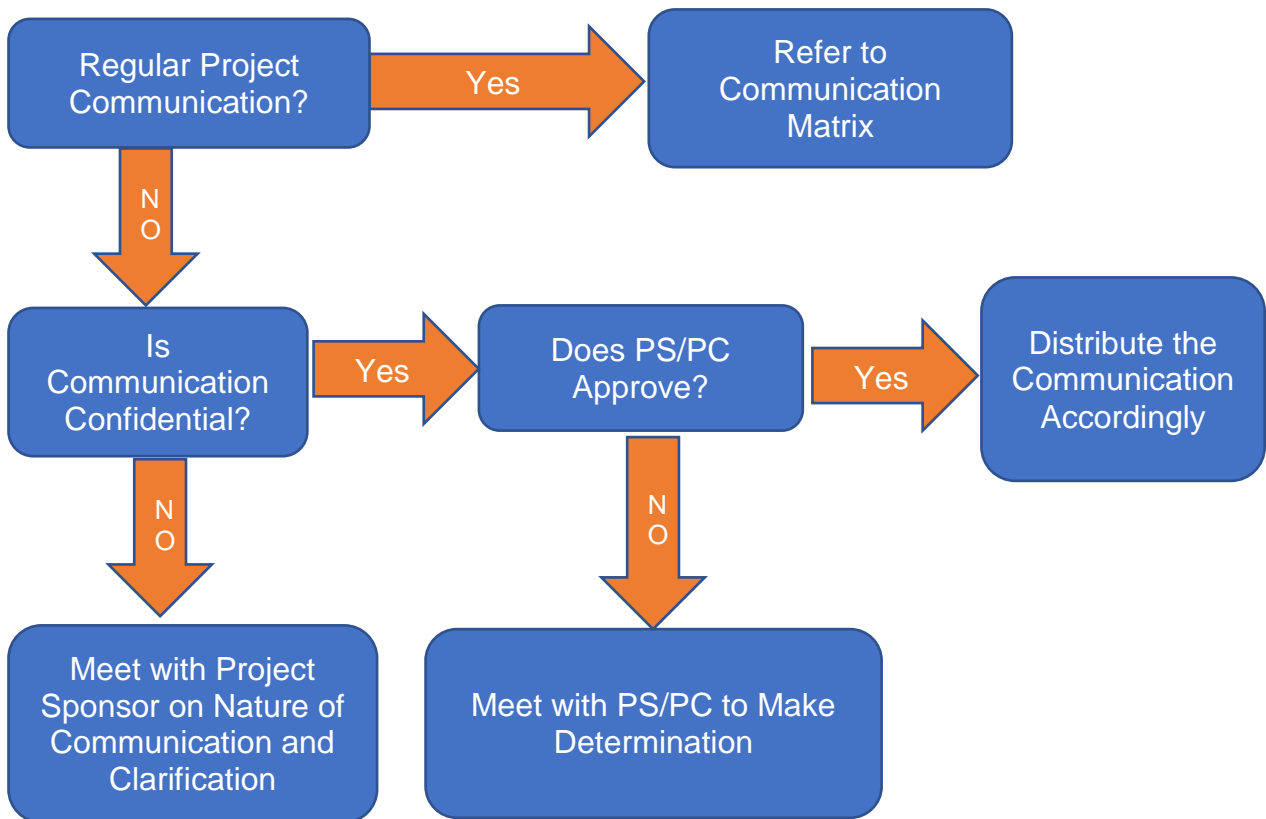 Regular Project
Communication?
Yes
Refer to
Communication
Matrix
N
O
Is
Communication
Confidential?
Yes
Does PS/PC
Approve?
Yes
Distribute the
Communication
Accordingly
N
O
N
O
Meet with Project
Sponsor on Nature of
Communication and
Clarification
Meet with PS/PC to Make
Determination